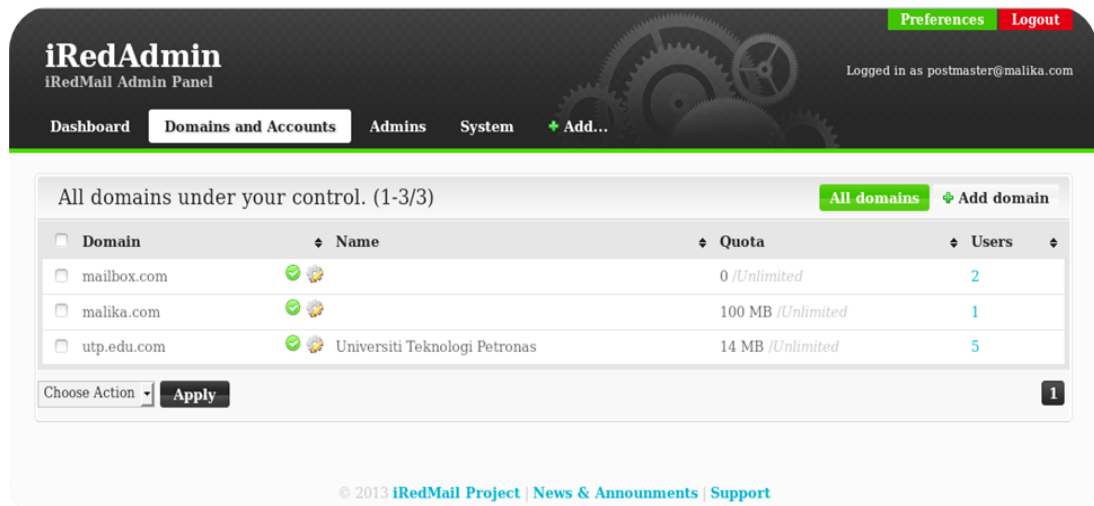 Preferences Logout
iRedAdmin
iRedMail Admin Panel
Logged in as postmaster@malika.com
Dashboard Domains and Accounts Admins System Add...
All domains under your control. (1-3/3) All domains Add domain
Domain Name Quota Users
mailbox.com 0 /Unlimited 2
malika.com 100 MB /Unlimited 1
utp.edu.com Universiti Teknologi Petronas 14 MB /Unlimited 5
Choose Action Apply 1
© 2013 iRedMail Project | News & Announments | Support